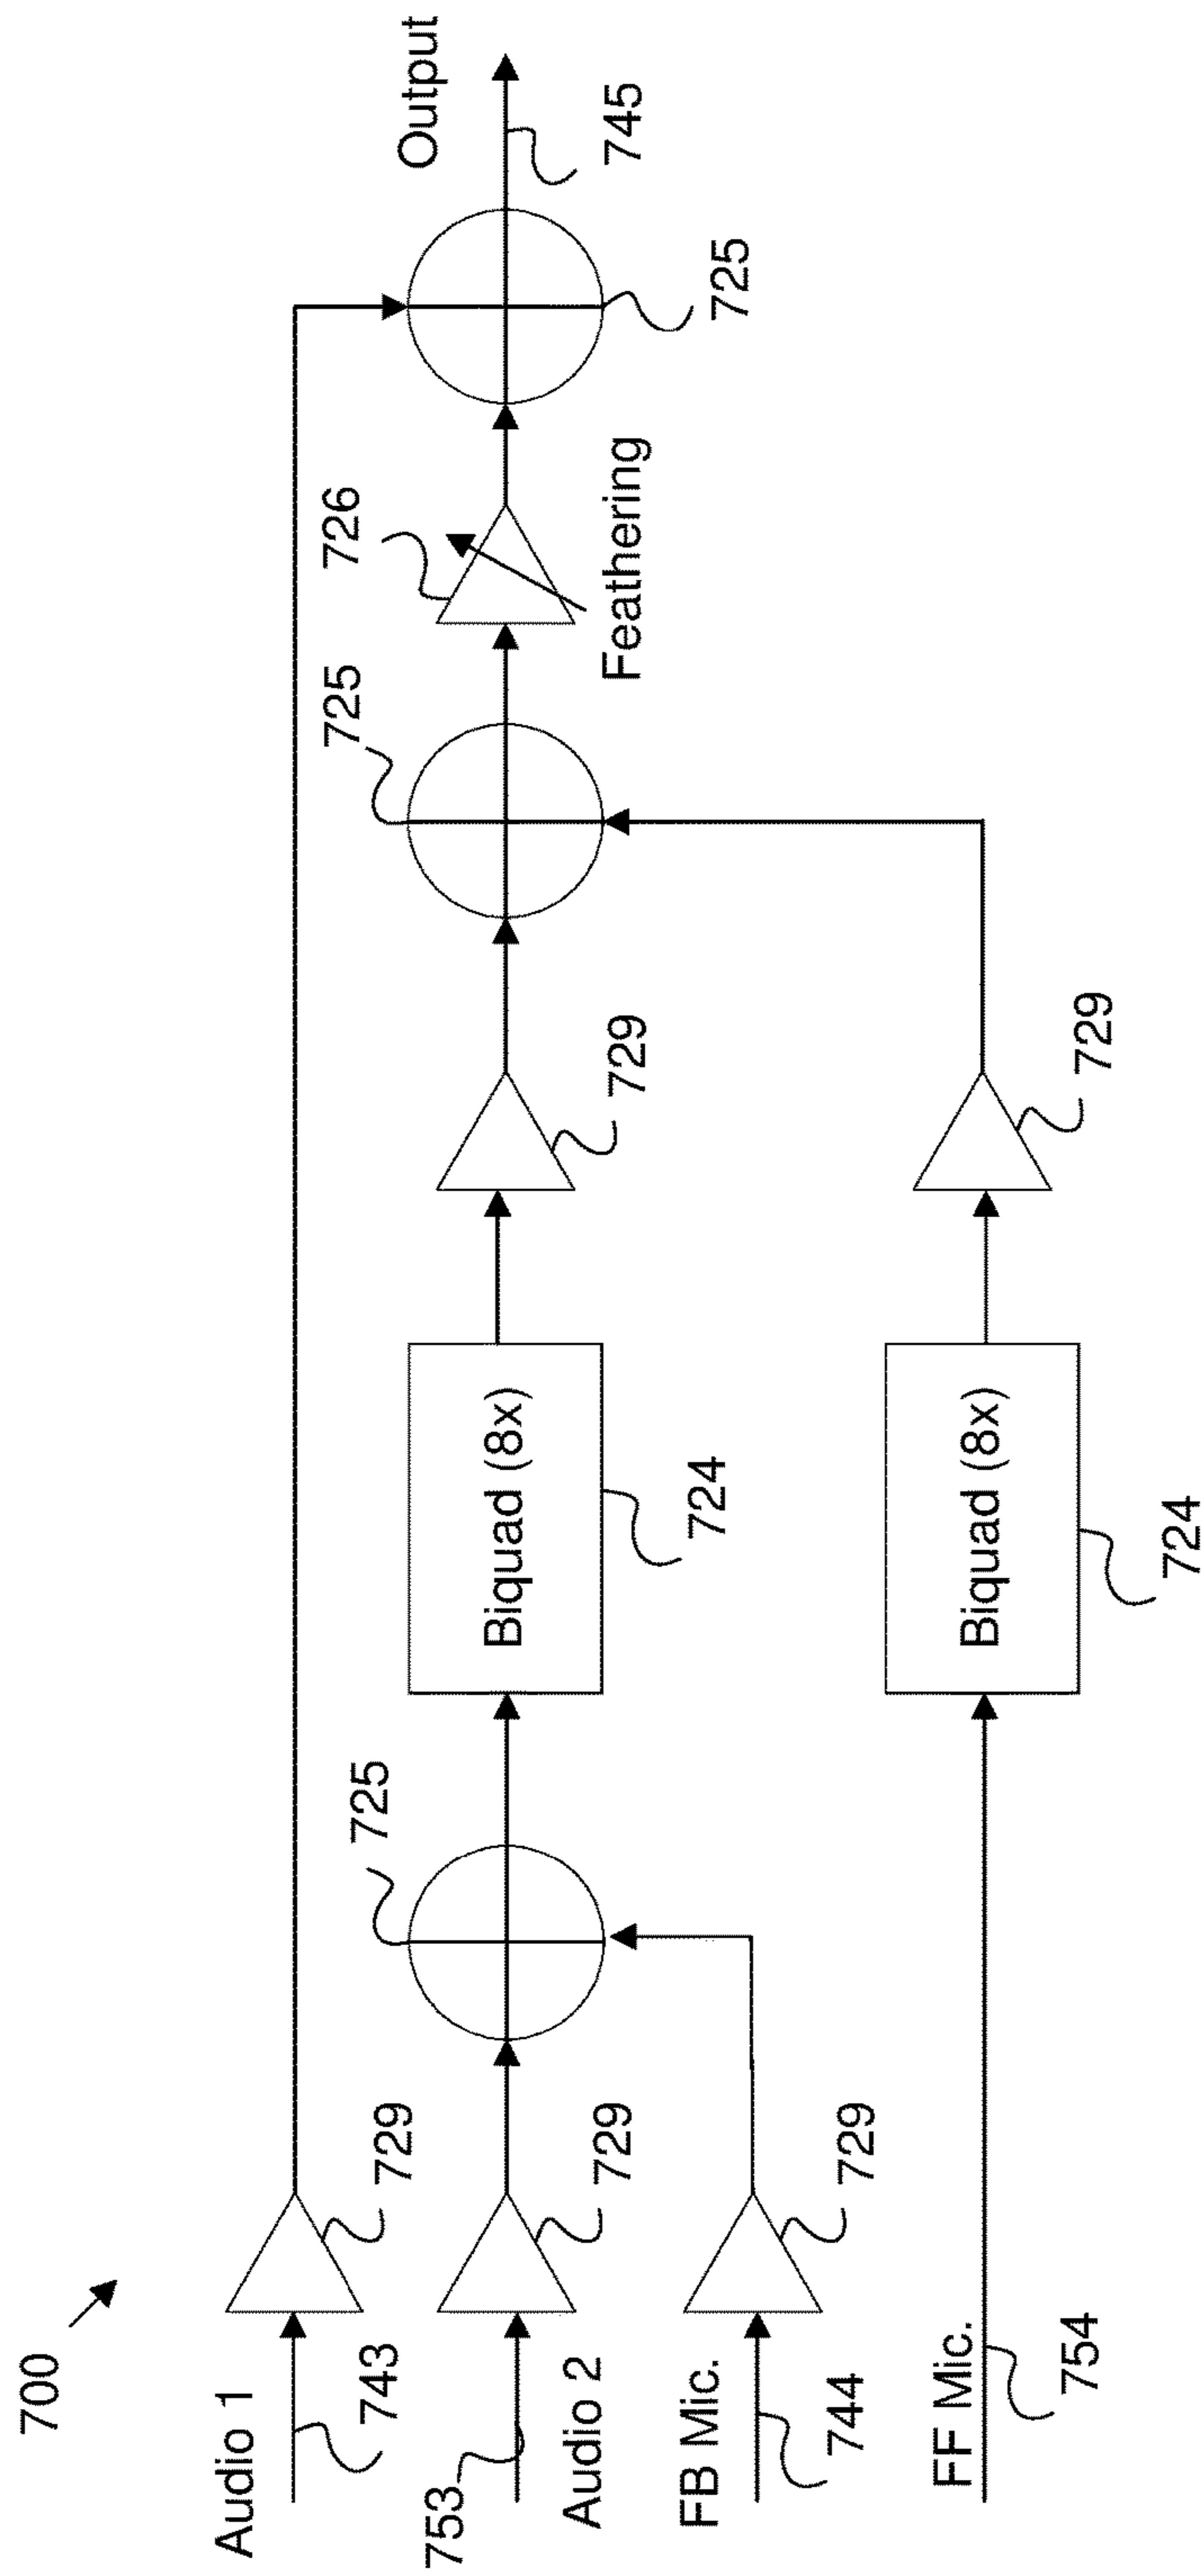 700
Audio 1
743
729
753
Audio 2
729
FB Mic.
744
729
FF Mic.
754
725
Biquad (8x)
724
Biquad (8x)
724
729
729
725
726
Feathering
725
Output
745